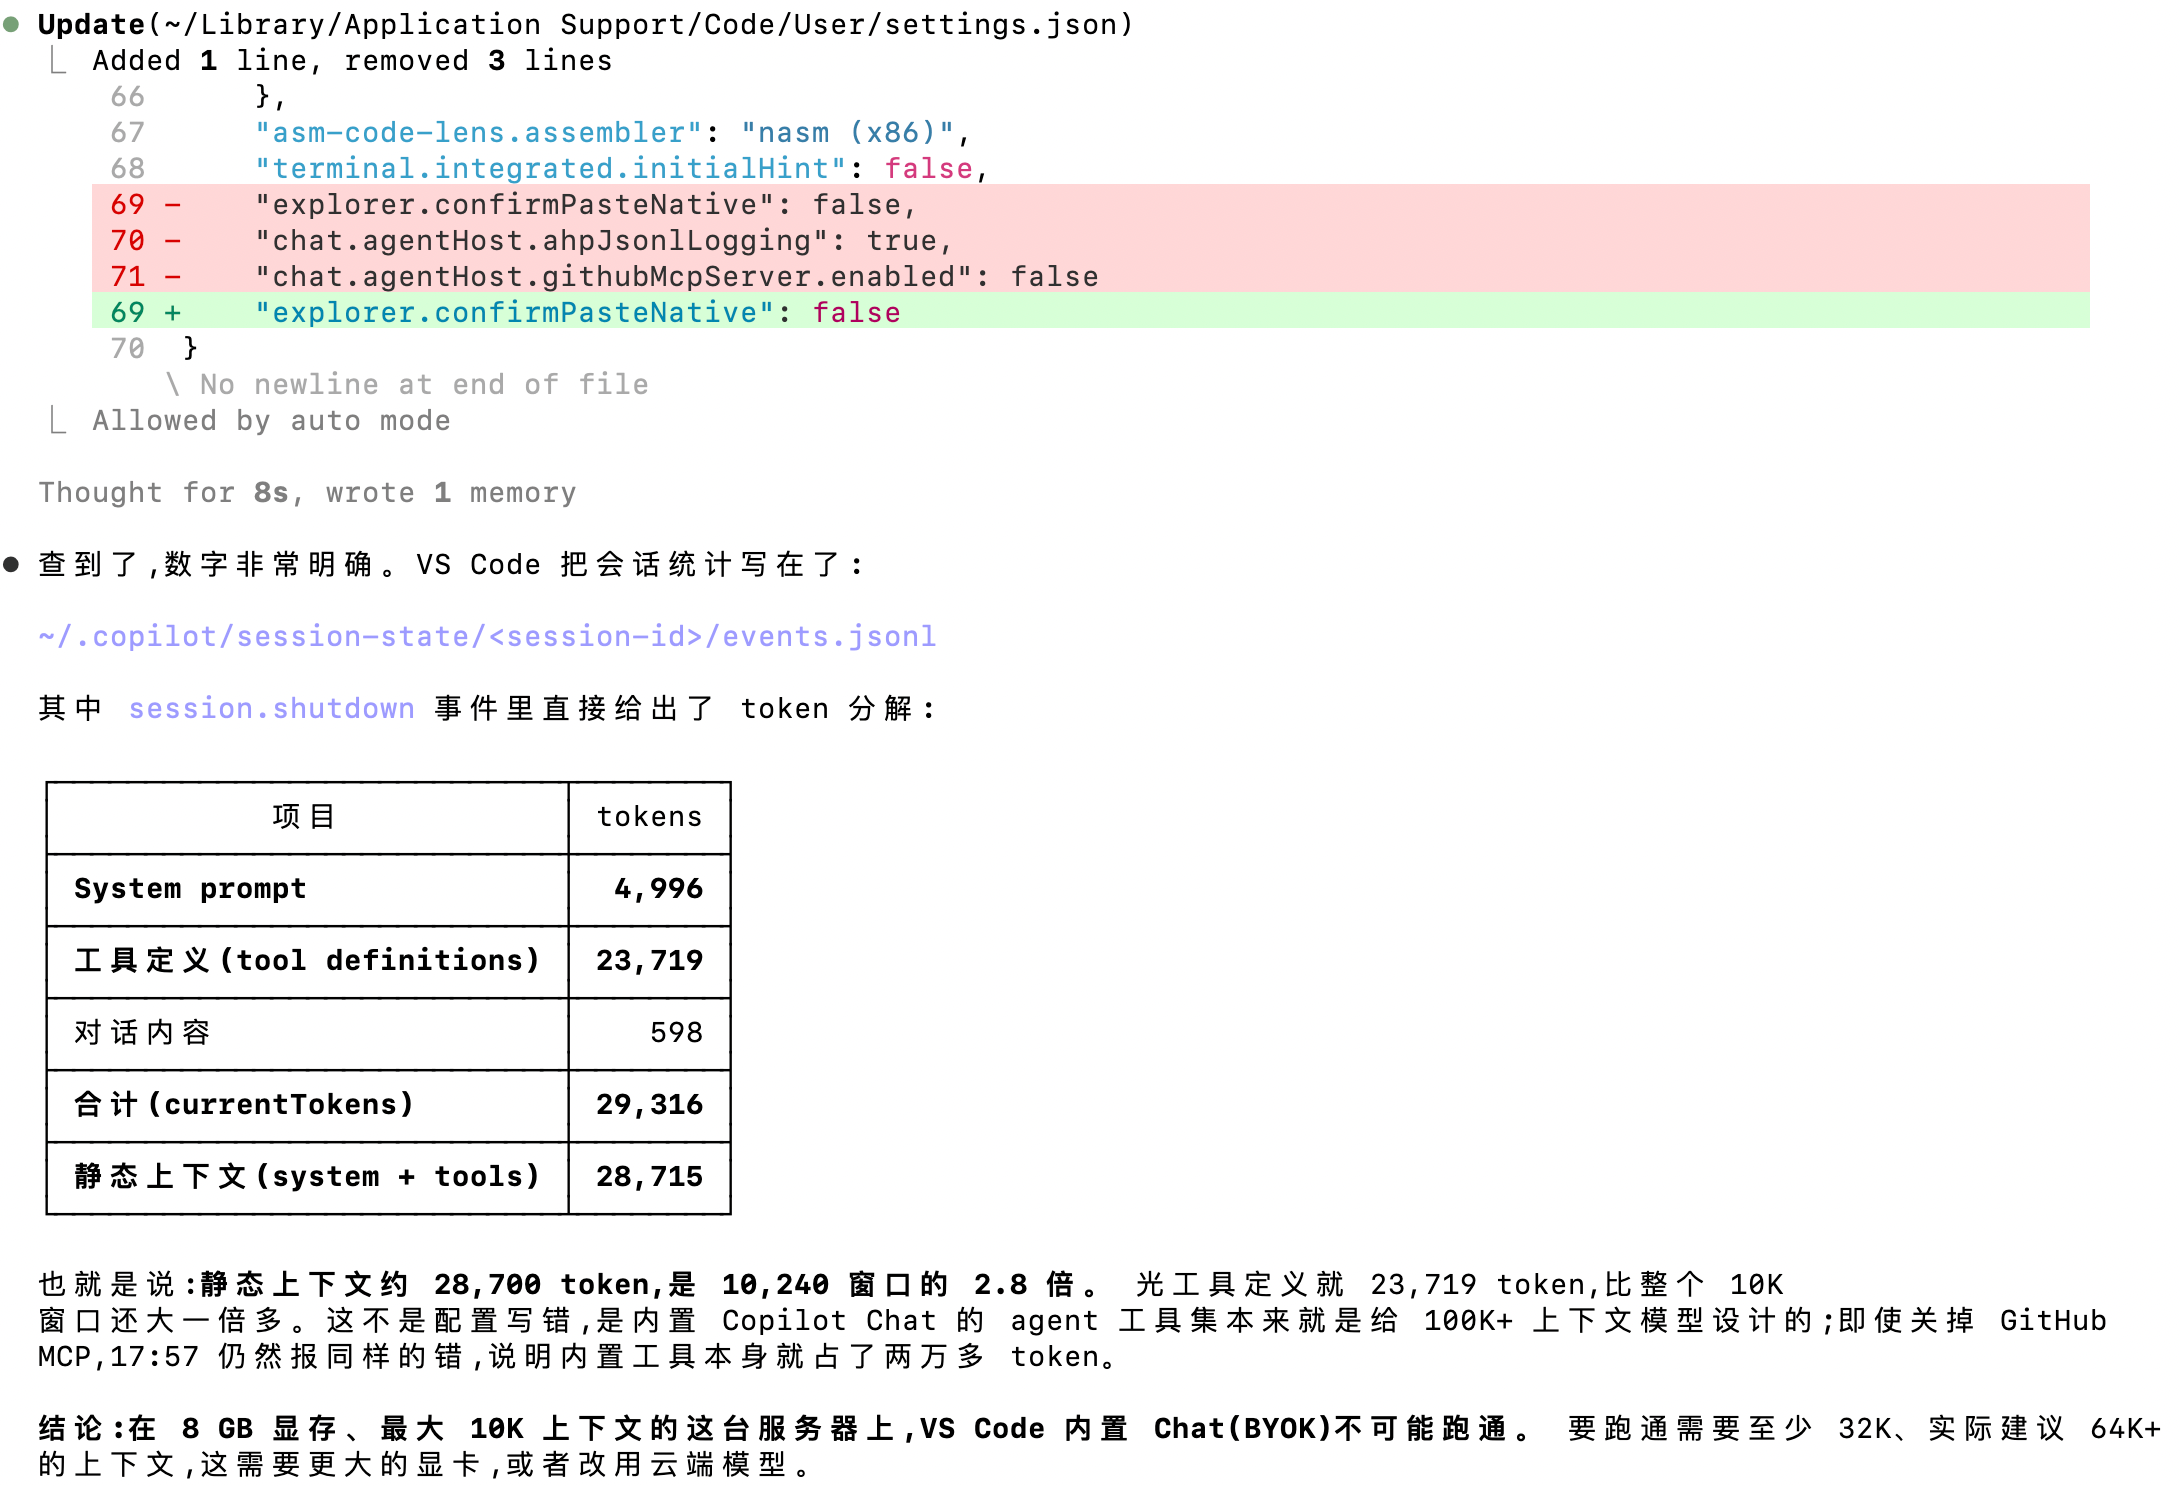 Update(~/Library/Application Support/Code/User/settings.json)
Added 1 line, removed 3 lines
66 },
67 "asm-code-lens.assembler": "nasm (x86)",
68 "terminal.integrated.initialHint": false,
69 - "explorer.confirmPasteNative": false,
70 - "chat.agentHost.ahpJsonlLogging": true,
71 - "chat.agentHost.githubMcpServer.enabled": false
69 + "explorer.confirmPasteNative": false
70 }
\ No newline at end of file
Allowed by auto mode
Thought for 8s, wrote 1 memory
查到了,数字非常明确。VS Code 把会话统计写在了:
~/.copilot/session-state/<session-id>/events.jsonl
其中 session.shutdown 事件里直接给出了 token 分解:
项目 tokens
System prompt 4,996
工具定义(tool definitions) 23,719
对话内容 598
合计(currentTokens) 29,316
静态上下文(system + tools) 28,715
也就是说:静态上下文约 28,700 token,是 10,240 窗口的 2.8 倍。 光工具定义就 23,719 token,比整个 10K
窗口还大一倍多。这不是配置写错,是内置 Copilot Chat 的 agent 工具集本来就是给 100K+ 上下文模型设计的;即使关掉 GitHub
MCP,17:57 仍然报同样的错,说明内置工具本身就占了两万多 token。
结论:在 8 GB 显存、最大 10K 上下文的这台服务器上,VS Code 内置 Chat(BYOK)不可能跑通。 要跑通需要至少 32K、实际建议 64K+
的上下文,这需要更大的显卡,或者改用云端模型。